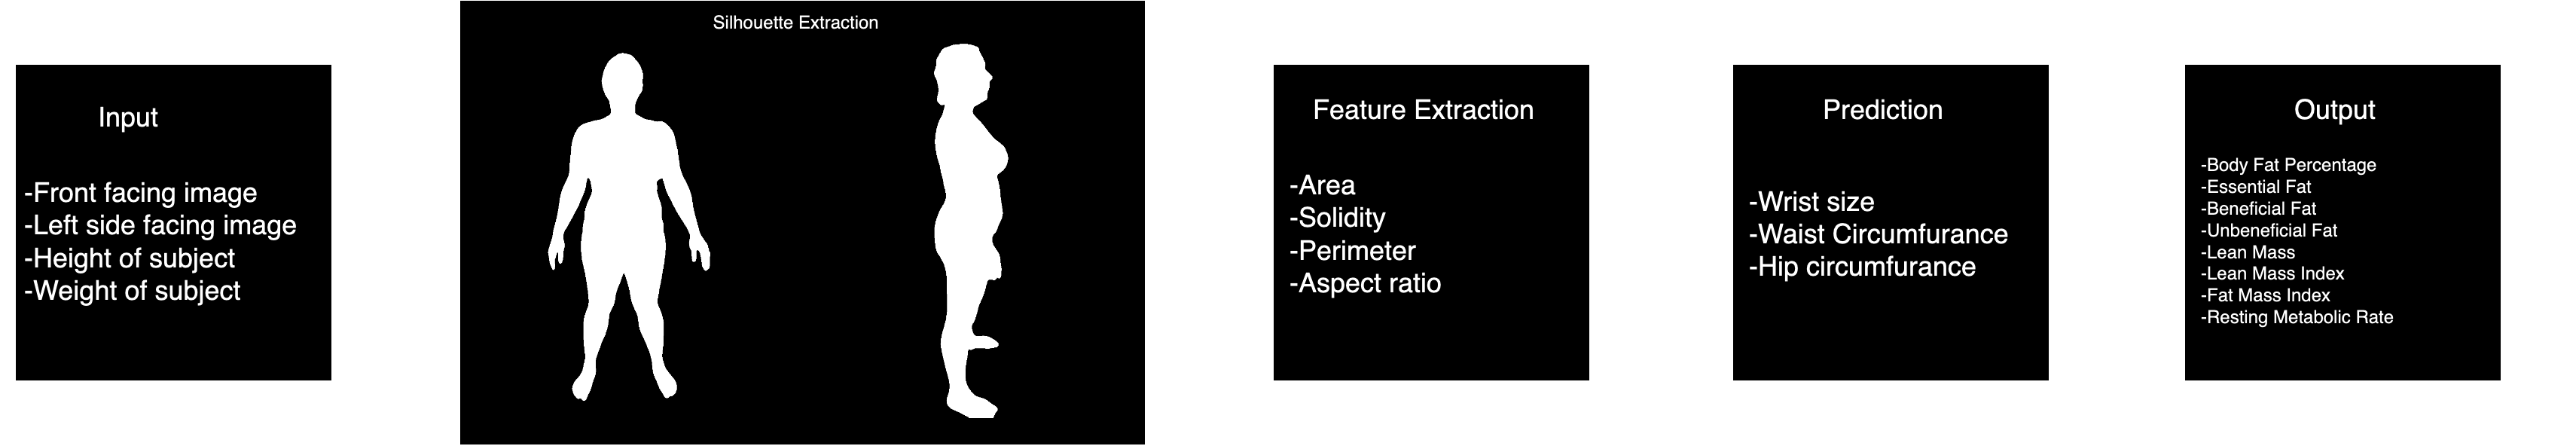 Input
-Front facing image
-Left side facing image
-Height of subject
-Weight of subject
Silhouette Extraction
Feature Extraction
-Area
-Solidity
-Perimeter
-Aspect ratio
Prediction
-Wrist size
-Waist Circumfurance
-Hip circumfurance
Output
-Body Fat Percentage
-Essential Fat
-Beneficial Fat
-Unbeneficial Fat
-Lean Mass
-Lean Mass Index
-Fat Mass Index
-Resting Metabolic Rate